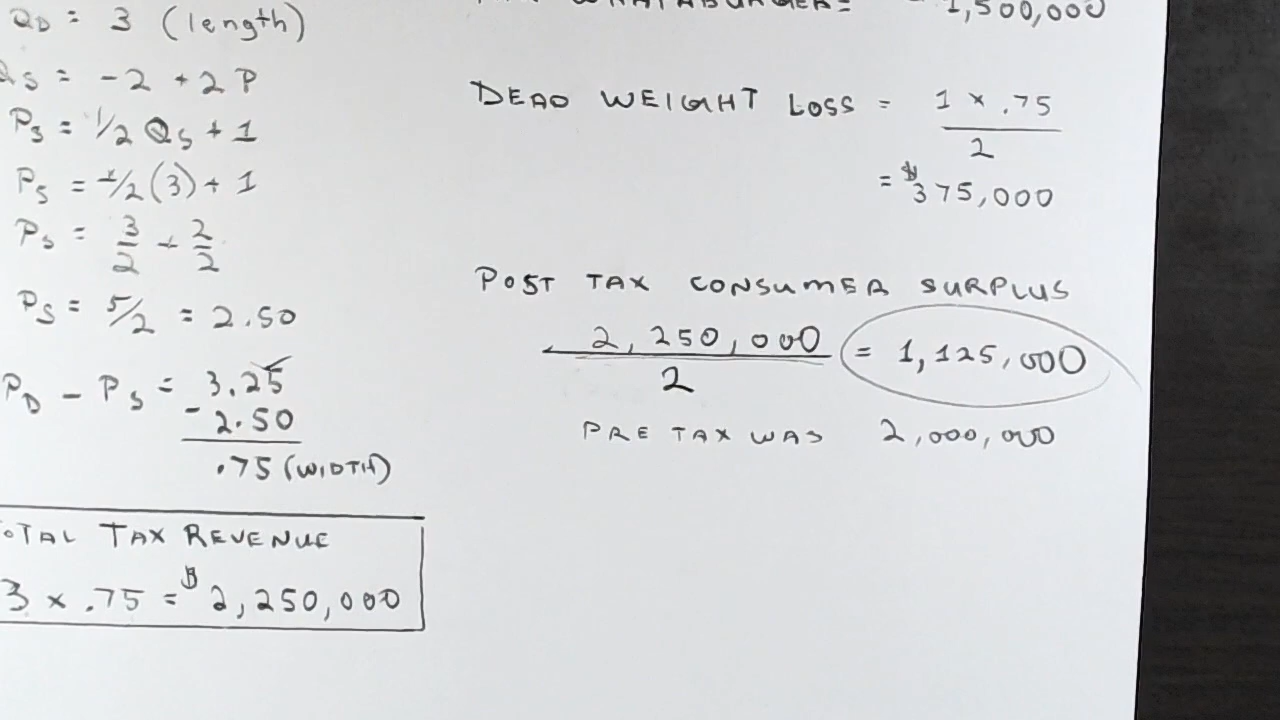 QD = 3 (length)
QS = -2 + 2P
PS = 1/2 QS + 1
PS = 1/2 (3) + 1
PS = 3/2 + 2/2
PS = 5/2 = 2.50
PD - PS = 3.25
- 2.50
.75 (WIDTH)
TOTAL TAX REVENUE
3 x .75 = $2,250,000
1,500,000
DEAD WEIGHT LOSS = 1 x .75
2
= $375,000
POST TAX CONSUMER SURPLUS
2,250,000 = 1,125,000
2
PRE TAX WAS 2,000,000